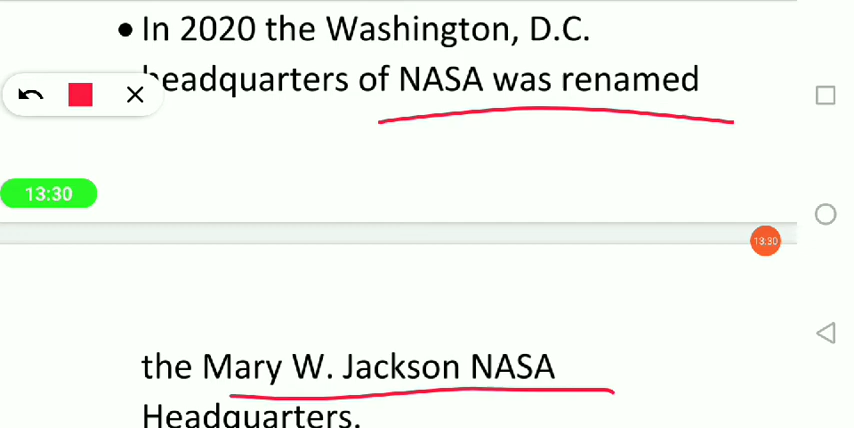 • In 2020 the Washington, D.C.
headquarters of NASA was renamed
13:30
13:30
the Mary W. Jackson NASA
Headquarters.